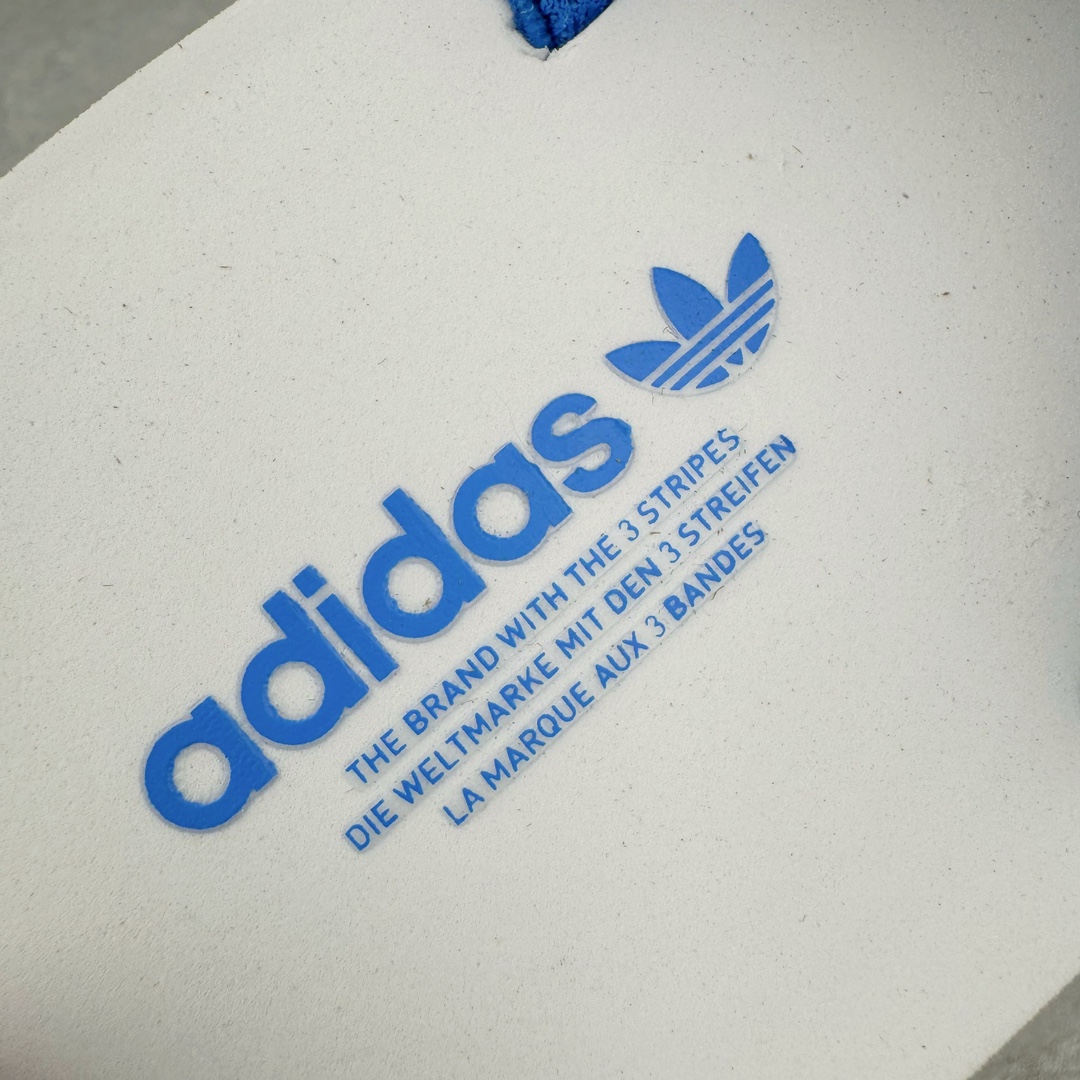 adidas
THE BRAND WITH THE 3 STRIPES
DIE WELTMARKE MIT DEN 3 STREIFEN
LA MARQUE AUX 3 BANDES